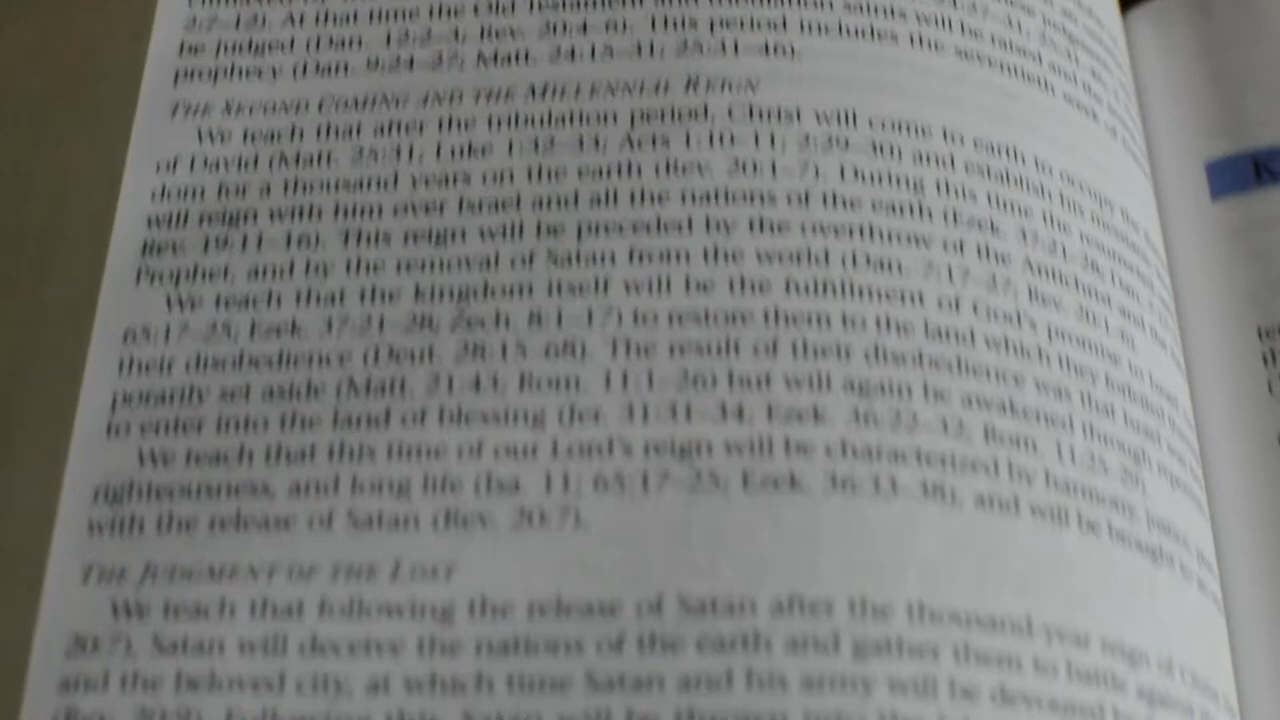 2:7–12). At that time the Old Testament and tribulation saints will be raised and the
be judged (Dan. 12:2–3; Rev. 20:4–6). This period includes the seventieth week of
prophecy (Dan. 9:24–27; Matt. 24:15–31; 25:31–46).
THE SECOND COMING AND THE MILLENNIAL REIGN
We teach that after the tribulation period, Christ will come to earth to occupy the
of David (Matt. 25:31; Luke 1:32–33; Acts 1:10–11; 2:29–30) and establish his messianic
dom for a thousand years on the earth (Rev. 20:1–7). During this time the resurrected
will reign with him over Israel and all the nations of the earth (Ezek. 37:21–28; Dan.
Rev. 19:11–16). This reign will be preceded by the overthrow of the Antichrist and the
Prophet, and by the removal of Satan from the world (Dan. 7:17–27; Rev. 20:1–
We teach that the kingdom itself will be the fulfillment of God's promise to
65:17–25; Ezek. 37:21–28; Zech. 8:1–17) to restore them to the land which they forfeited
their disobedience (Deut. 28:15–68). The result of their disobedience was that Israel was
porarily set aside (Matt. 21:43; Rom. 11:1–26) but will again be awakened through
to enter into the land of blessing (Jer. 31:31–34; Ezek. 36:22–32; Rom. 11:25–29).
We teach that this time of our Lord's reign will be characterized by harmony, justice,
righteousness, and long life (Isa. 11; 65:17–25; Ezek. 36:33–38), and will be brought to
with the release of Satan (Rev. 20:7).
THE JUDGMENT OF THE LOST
We teach that following the release of Satan after the thousand-year reign of
20:7), Satan will deceive the nations of the earth and gather them to battle against
and the beloved city, at which time Satan and his army will be devoured
(Rev. 20:9). Following this, Satan will be thrown into the